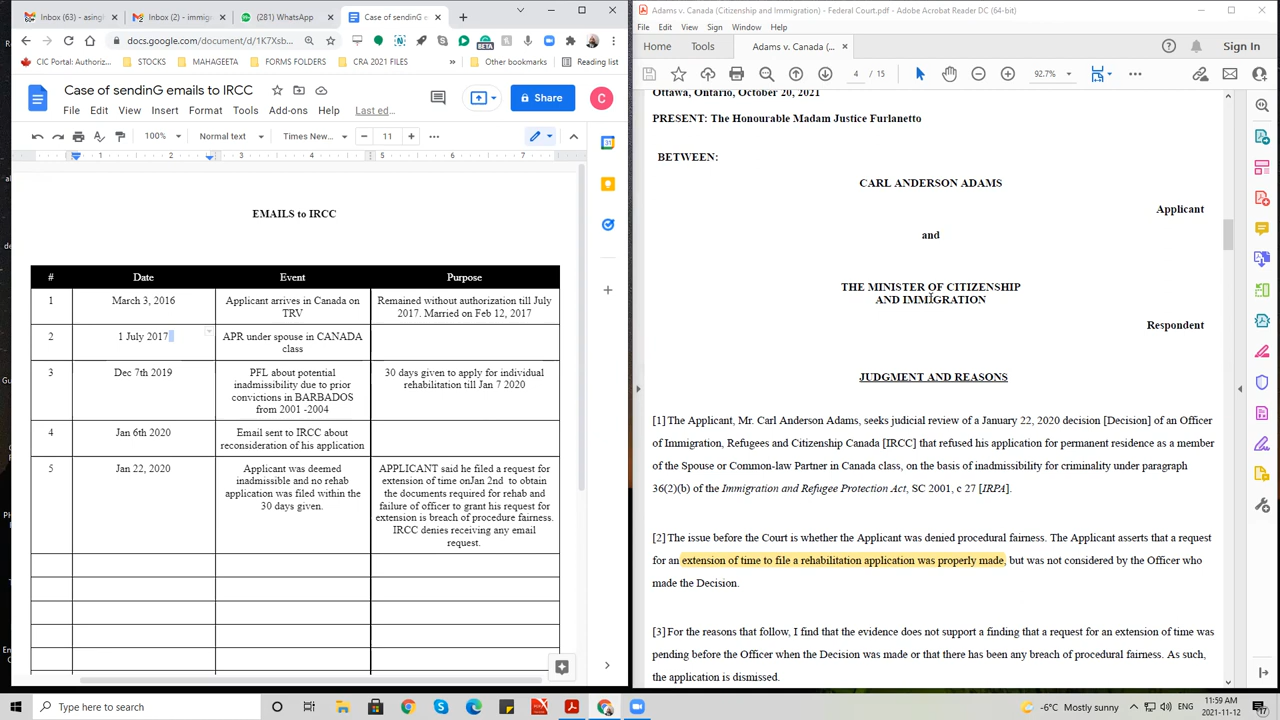 Inbox (63) - emai
Inbox (2) - immig
(281) WhatsApp
Case of sendinG e
docs.google.com/document/d/1K7Xsb...
BETA
CIC Portal: Authoriz...
STOCKS
MAHAGEETA
FORMS FOLDERS
CRA 2021 FILES
Other bookmarks
Reading list
Case of sendinG emails to IRCC
File Edit View Insert Format Tools Add-ons Help
Last ed...
Share
C
100%
Normal text
Times New...
11
1 2 3 4 5 6 7
EMAILS to IRCC
# Date Event Purpose
1 March 3, 2016 Applicant arrives in Canada on TRV Remained without authorization till July 2017. Married on Feb 12, 2017
2 1 July 2017 APR under spouse in CANADA class
3 Dec 7th 2019 PFL about potential inadmissibility due to prior convictions in BARBADOS from 2001 -2004 30 days given to apply for individual rehabilitation till Jan 7 2020
4 Jan 6th 2020 Email sent to IRCC about reconsideration of his application
5 Jan 22, 2020 Applicant was deemed inadmissible and no rehab application was filed within the 30 days given. APPLICANT said he filed a request for extension of time onJan 2nd to obtain the documents required for rehab and failure of officer to grant his request for extension is breach of procedure fairness. IRCC denies receiving any email request.
Adams v. Canada (Citizenship and Immigration) - Federal Court.pdf - Adobe Acrobat Reader DC (64-bit)
File Edit View Sign Window Help
Home Tools Adams v. Canada (... Sign In
4 / 15
92.7%
Ottawa, Ontario, October 20, 2021
PRESENT: The Honourable Madam Justice Furlanetto
BETWEEN:
CARL ANDERSON ADAMS
Applicant
and
THE MINISTER OF CITIZENSHIP
AND IMMIGRATION
Respondent
JUDGMENT AND REASONS
[1] The Applicant, Mr. Carl Anderson Adams, seeks judicial review of a January 22, 2020 decision [Decision] of an Officer
of Immigration, Refugees and Citizenship Canada [IRCC] that refused his application for permanent residence as a member
of the Spouse or Common-law Partner in Canada class, on the basis of inadmissibility for criminality under paragraph
36(2)(b) of the Immigration and Refugee Protection Act, SC 2001, c 27 [IRPA].
[2] The issue before the Court is whether the Applicant was denied procedural fairness. The Applicant asserts that a request
for an extension of time to file a rehabilitation application was properly made, but was not considered by the Officer who
made the Decision.
[3] For the reasons that follow, I find that the evidence does not support a finding that a request for an extension of time was
pending before the Officer when the Decision was made or that there has been any breach of procedural fairness. As such,
the application is dismissed.
Type here to search
-6°C Mostly sunny
ENG
11:59 AM
2021-11-12
17